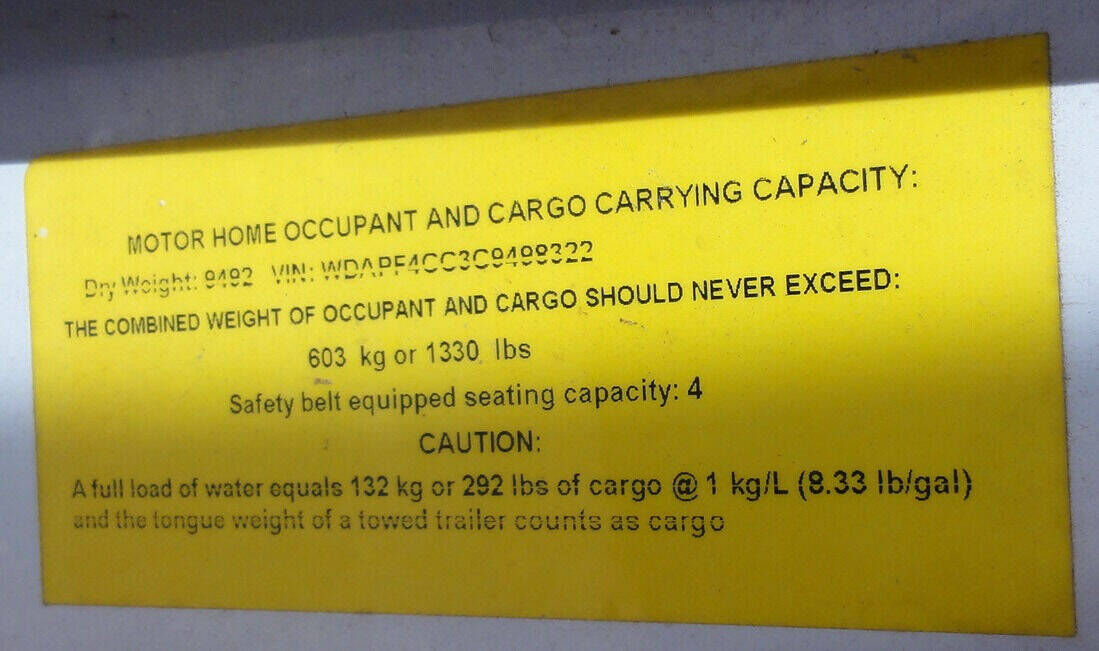 MOTOR HOME OCCUPANT AND CARGO CARRYING CAPACITY:
Dry Weight: 9492 VIN: WDAPF4CC3C9498322
THE COMBINED WEIGHT OF OCCUPANT AND CARGO SHOULD NEVER EXCEED:
603 kg or 1330 lbs
Safety belt equipped seating capacity: 4
CAUTION:
A full load of water equals 132 kg or 292 lbs of cargo @ 1 kg/L (8.33 lb/gal)
and the tongue weight of a towed trailer counts as cargo